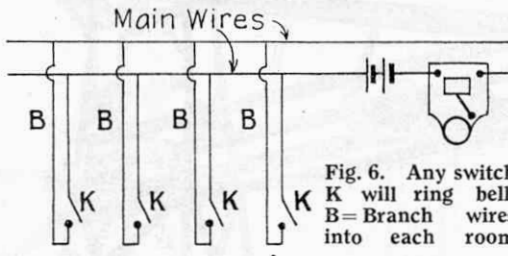 Main Wires
B B B B
K K K K
Fig. 6. Any switch
K will ring bell
B=Branch wires
into each room